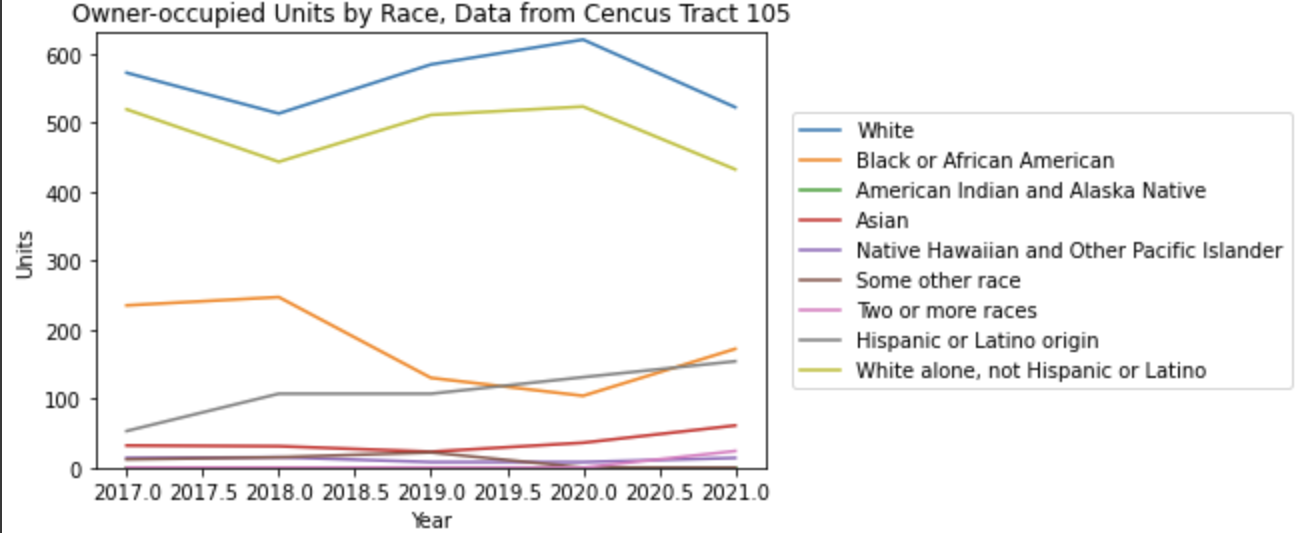 Owner-occupied Units by Race, Data from Cencus Tract 105
600
500
400
300
200
100
0
Units
2017.0 2017.5 2018.0 2018.5 2019.0 2019.5 2020.0 2020.5 2021.0
Year
White
Black or African American
American Indian and Alaska Native
Asian
Native Hawaiian and Other Pacific Islander
Some other race
Two or more races
Hispanic or Latino origin
White alone, not Hispanic or Latino